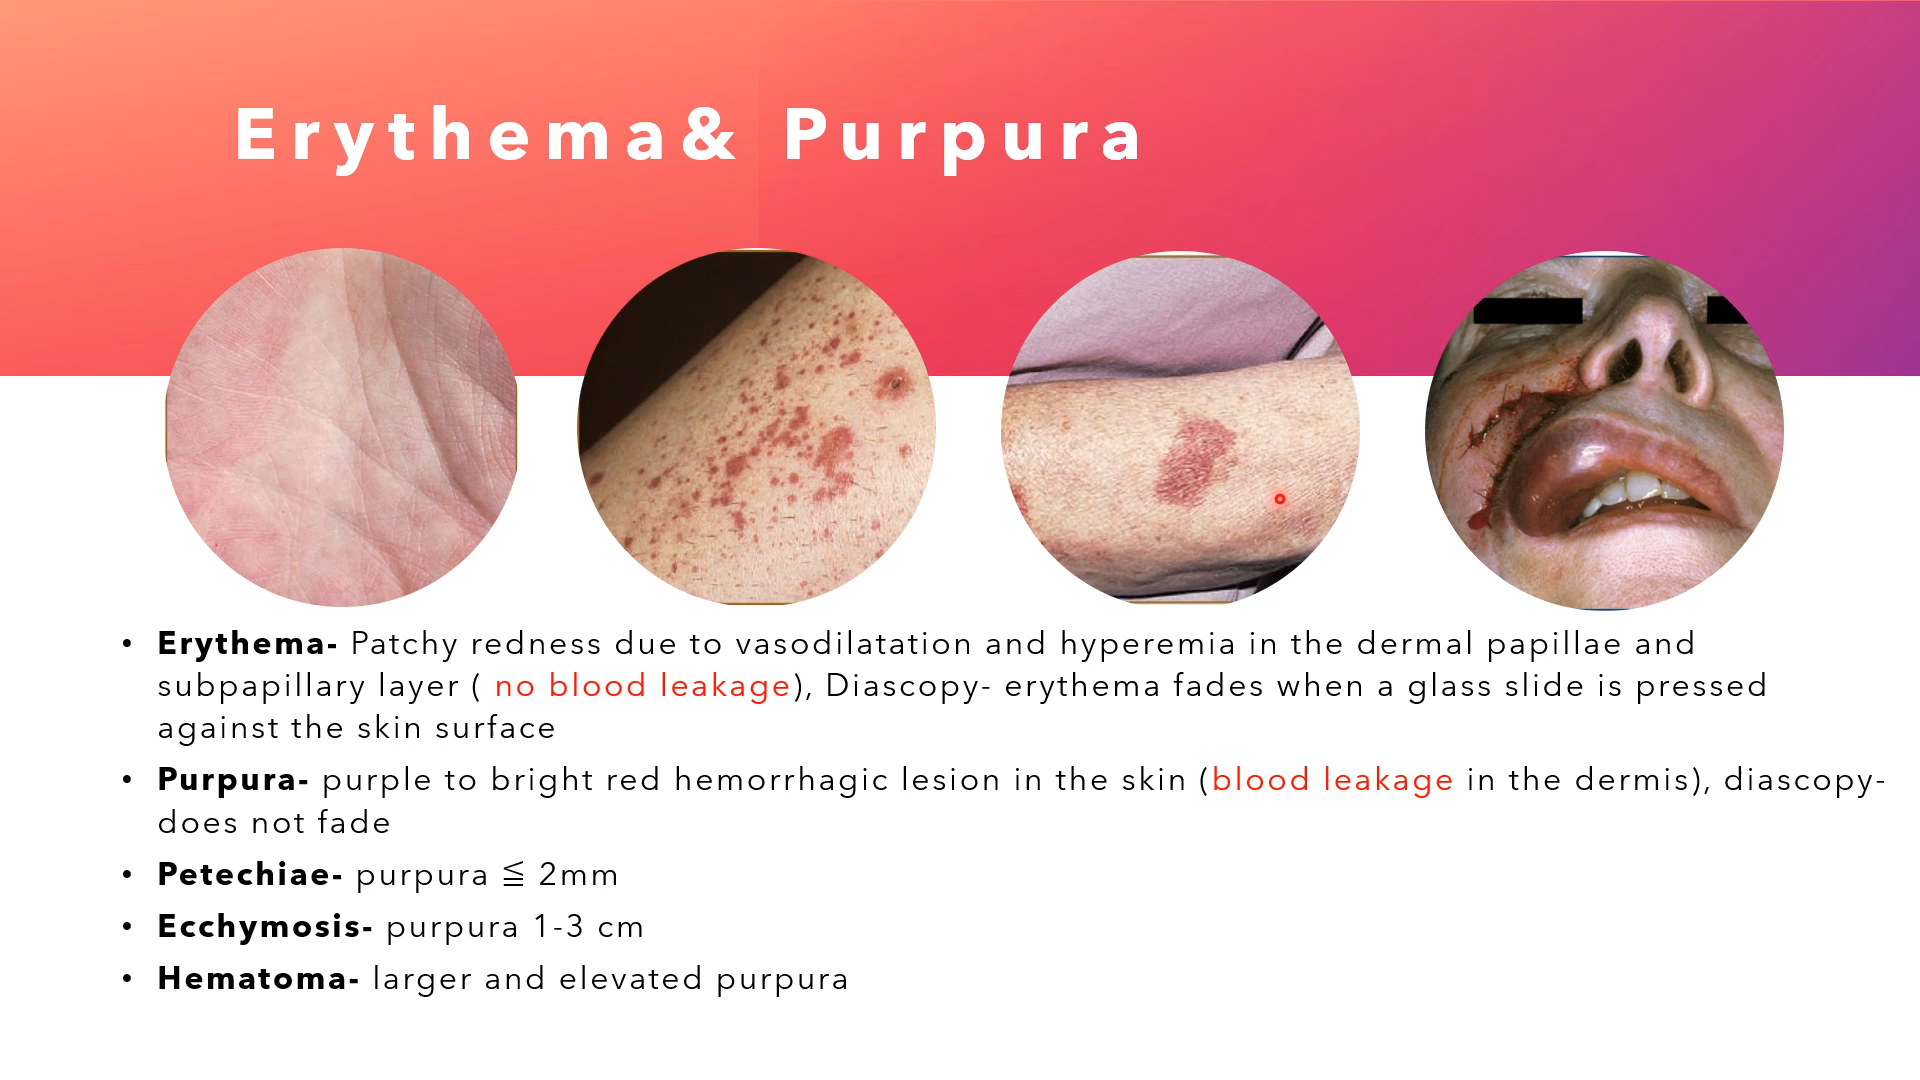 Erythema& Purpura
• Erythema- Patchy redness due to vasodilatation and hyperemia in the dermal papillae and
subpapillary layer ( no blood leakage), Diascopy- erythema fades when a glass slide is pressed
against the skin surface
• Purpura- purple to bright red hemorrhagic lesion in the skin (blood leakage in the dermis), diascopy-
does not fade
• Petechiae- purpura ≦ 2mm
• Ecchymosis- purpura 1-3 cm
• Hematoma- larger and elevated purpura